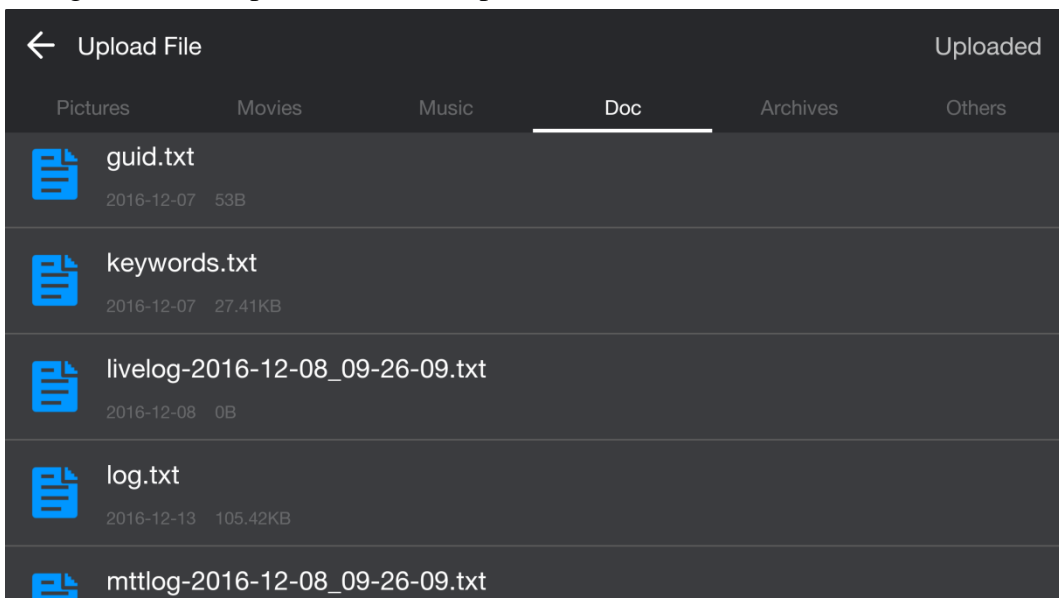 Upload File Uploaded
Pictures Movies Music Doc Archives Others
guid.txt
2016-12-07 53B
keywords.txt
2016-12-07 27.41KB
livelog-2016-12-08_09-26-09.txt
2016-12-08 0B
log.txt
2016-12-13 105.42KB
mttlog-2016-12-08_09-26-09.txt